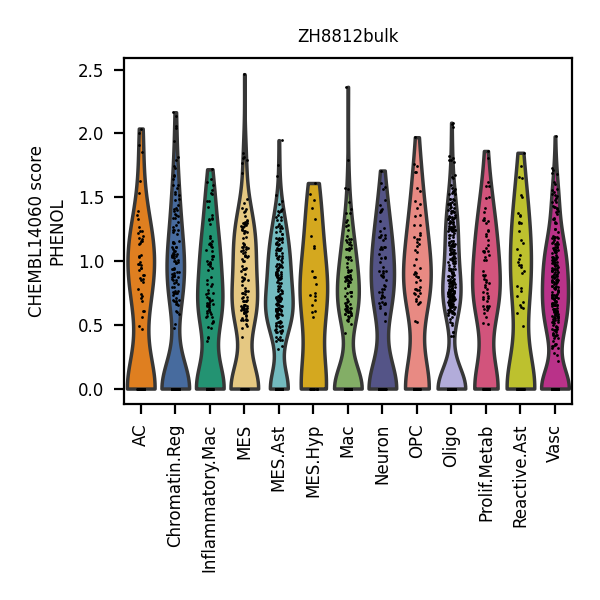 ZH8812bulk
CHEMBL14060 score
PHENOL
2.5
2.0
1.5
1.0
0.5
0.0
AC
Chromatin.Reg
Inflammatory.Mac
MES
MES.Ast
MES.Hyp
Mac
Neuron
OPC
Oligo
Prolif.Metab
Reactive.Ast
Vasc